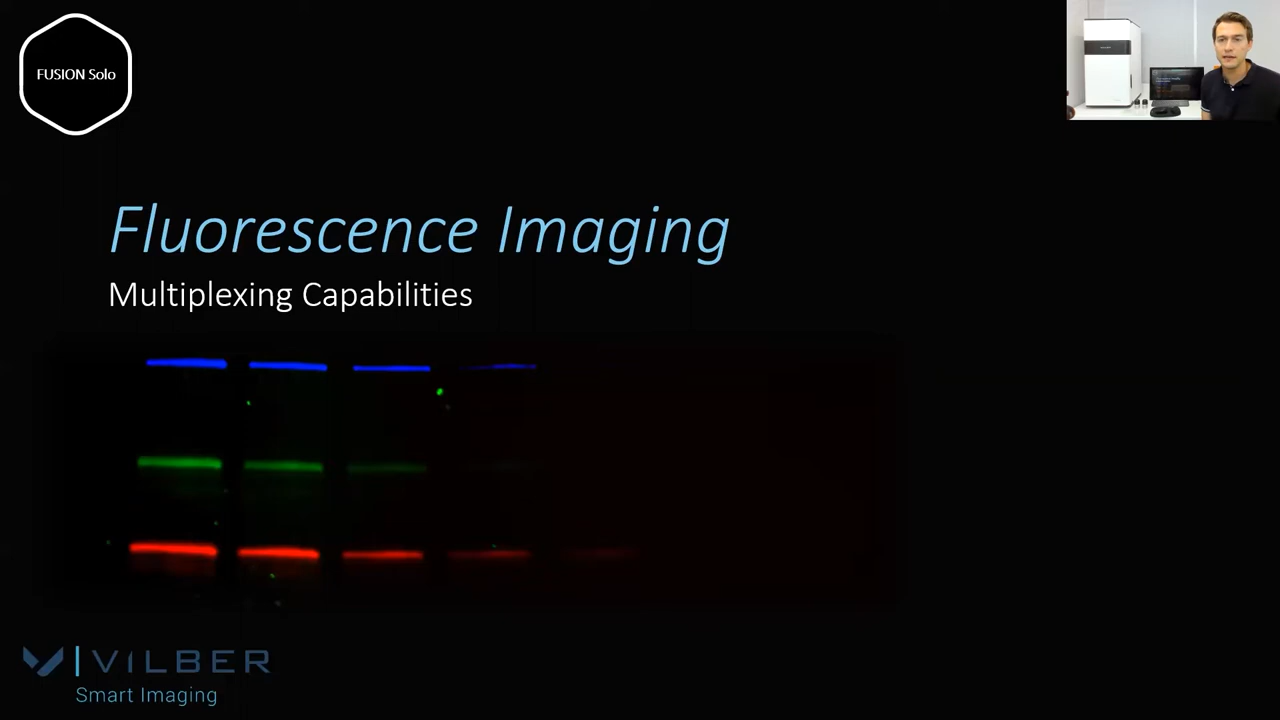 FUSION Solo
Fluorescence Imaging
Multiplexing Capabilities
VILBER
Smart Imaging